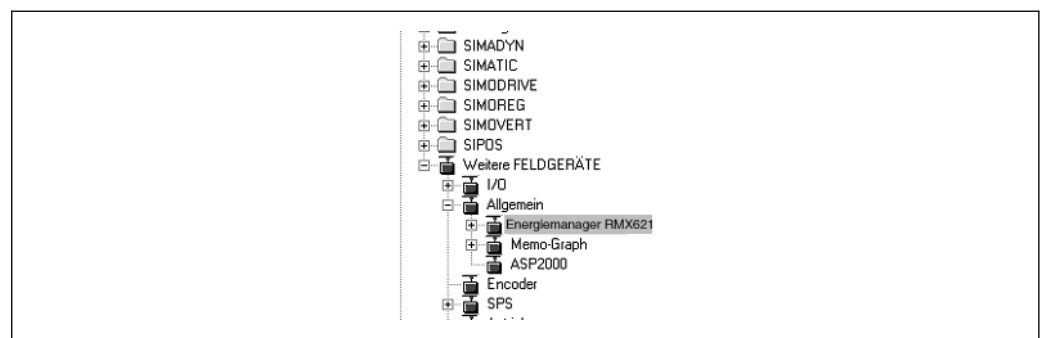 SIMADYN
SIMATIC
SIMODRIVE
SIMOREG
SIMOVERT
SIPOS
Weitere FELDGERÄTE
I/O
Allgemein
Energiemanager RMX621
Memo-Graph
ASP2000
Encoder
SPS